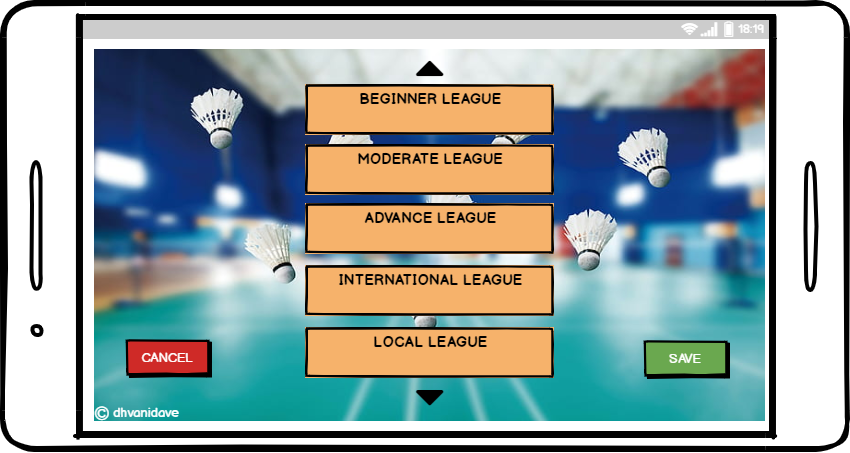 18:19
BEGINNER LEAGUE
MODERATE LEAGUE
ADVANCE LEAGUE
INTERNATIONAL LEAGUE
LOCAL LEAGUE
CANCEL
SAVE
© dhvanidave